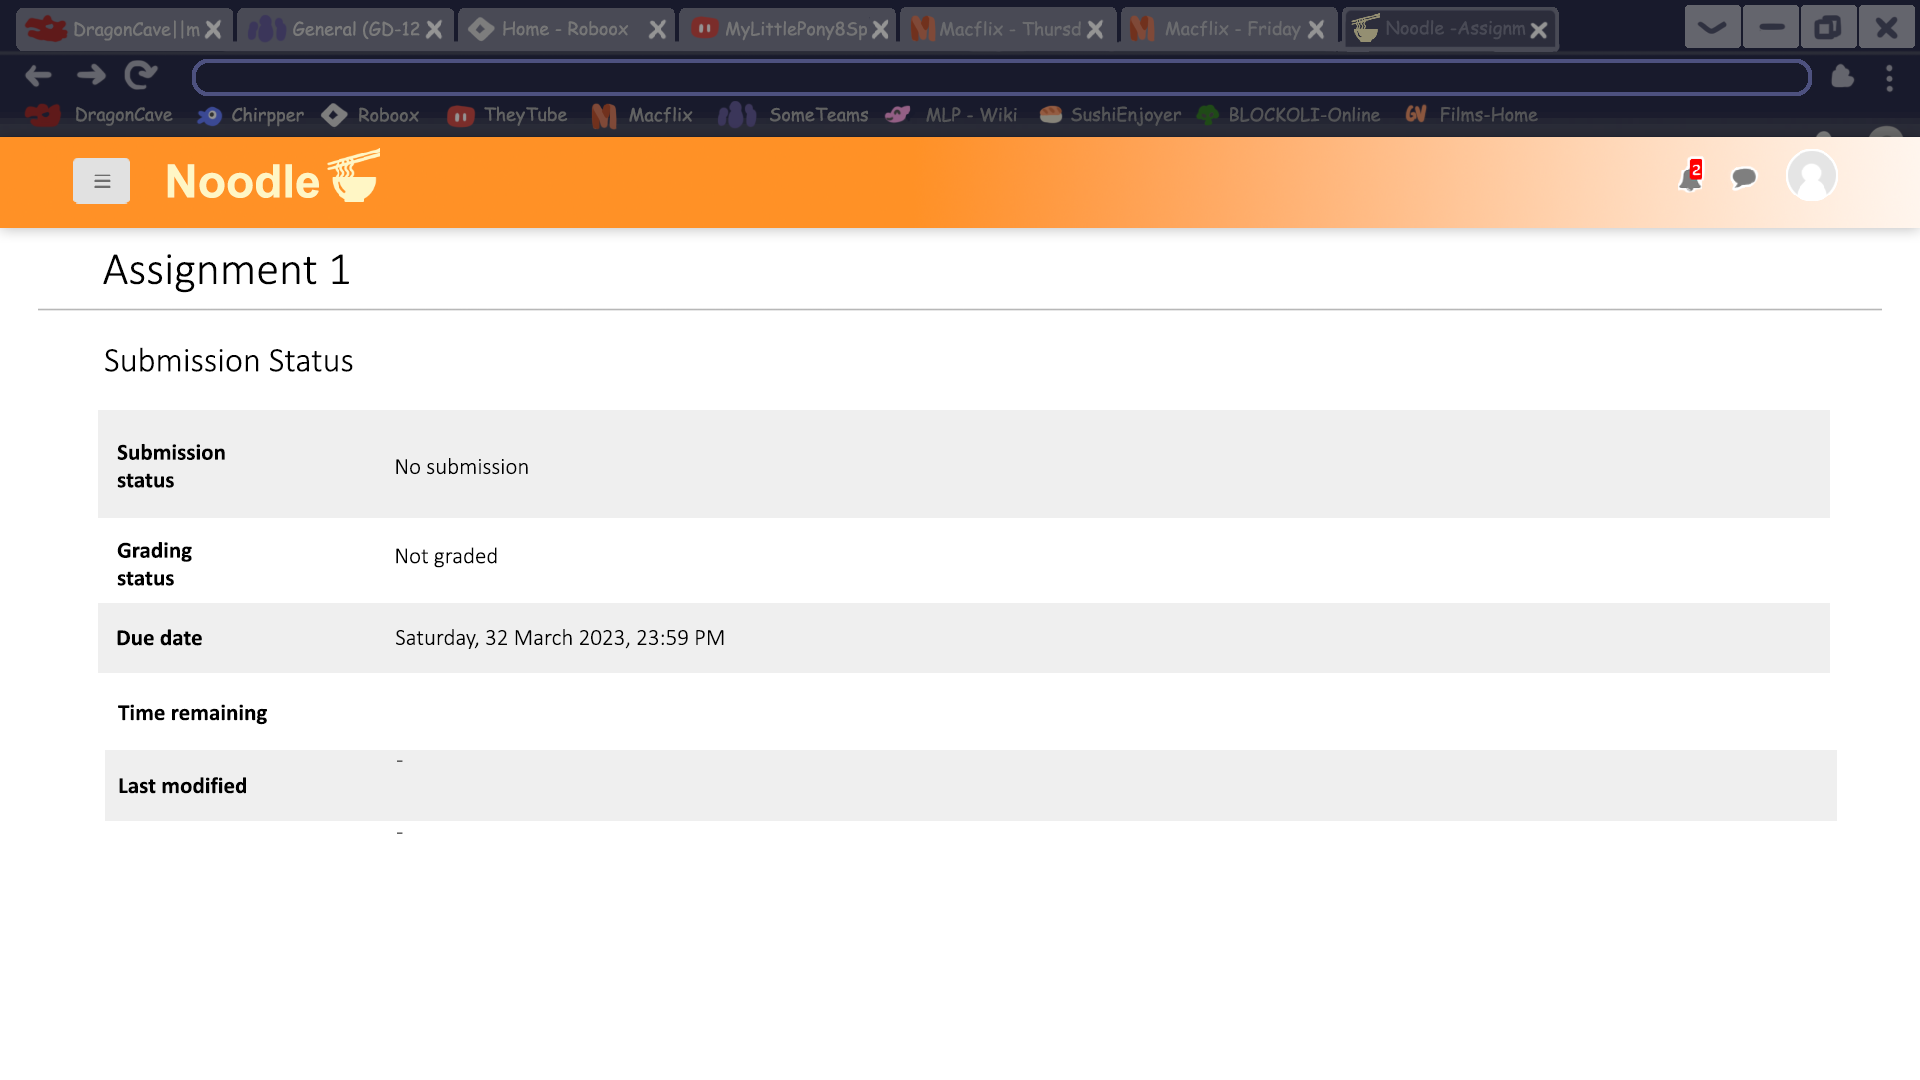 DragonCave||m
General (GD-12
Home - Roboox
MyLittlePony8Sp
Macflix - Thursd
Macflix - Friday
Noodle -Assignm
DragonCave
Chirpper
Roboox
TheyTube
Macflix
SomeTeams
MLP - Wiki
SushiEnjoyer
BLOCKOLI-Online
Films-Home
Noodle
2
Assignment 1
Submission Status
Submission
status
No submission
Grading
status
Not graded
Due date
Saturday, 32 March 2023, 23:59 PM
Time remaining
-
Last modified
-